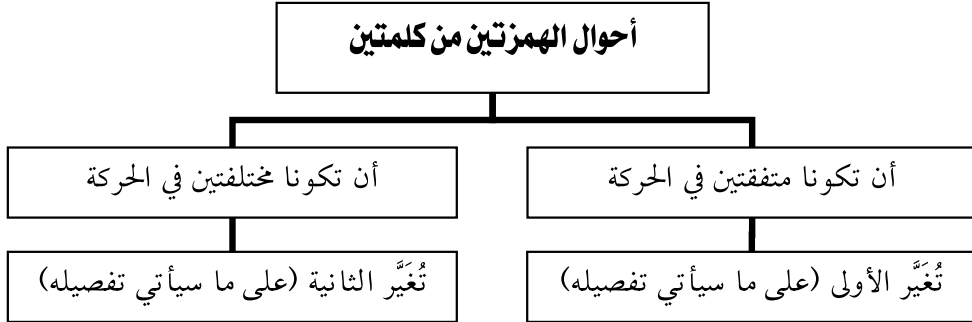 أحوال الهمزتين من كلمتين
أن تكونا متفقتين في الحركة
أن تكونا مختلفتين في الحركة
تُغَيَّر الأولى (على ما سيأتي تفصيله)
تُغَيَّر الثانية (على ما سيأتي تفصيله)